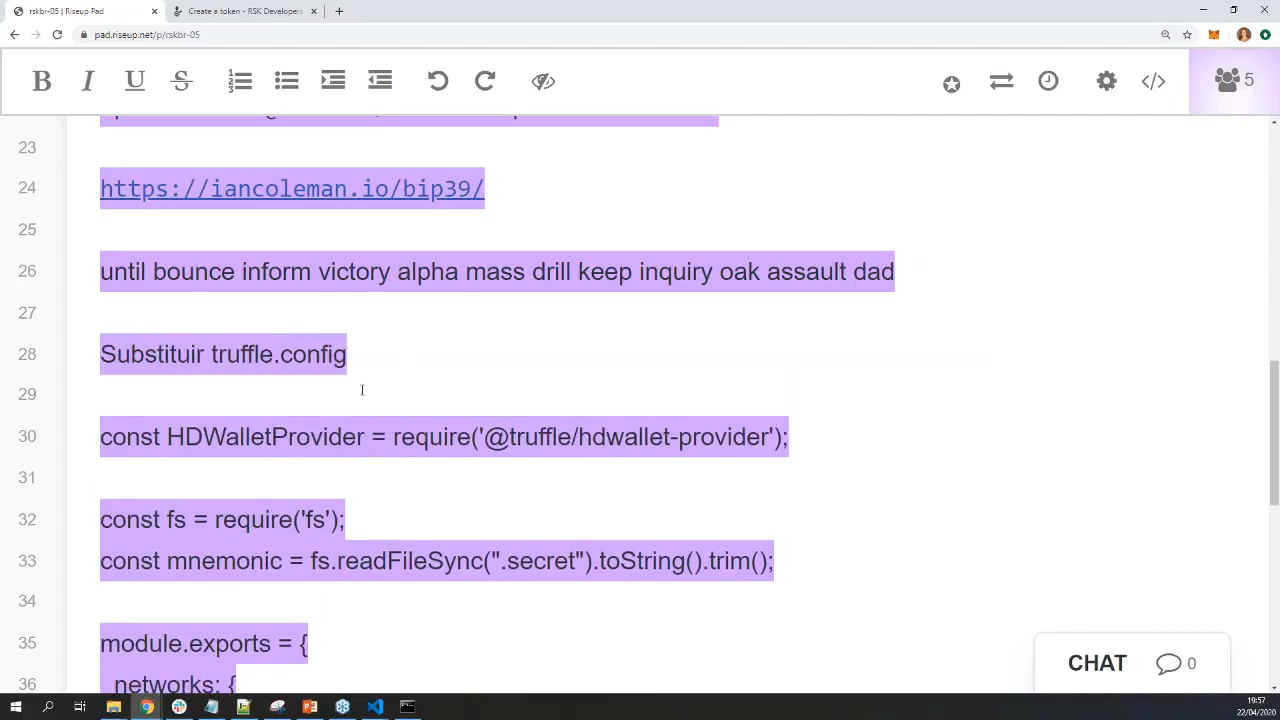 rskbr-05 | Riseup Pad
Create a token - RSK Developers
pad.riseup.net/p/rskbr-05
B I U S
5
23
24 https://iancoleman.io/bip39/
25
26 until bounce inform victory alpha mass drill keep inquiry oak assault dad
27
28 Substituir truffle.config
29
30 const HDWalletProvider = require('@truffle/hdwallet-provider');
31
32 const fs = require('fs');
33 const mnemonic = fs.readFileSync(".secret").toString().trim();
34
35 module.exports = {
36 networks: {
CHAT 0
19:57
22/04/2020